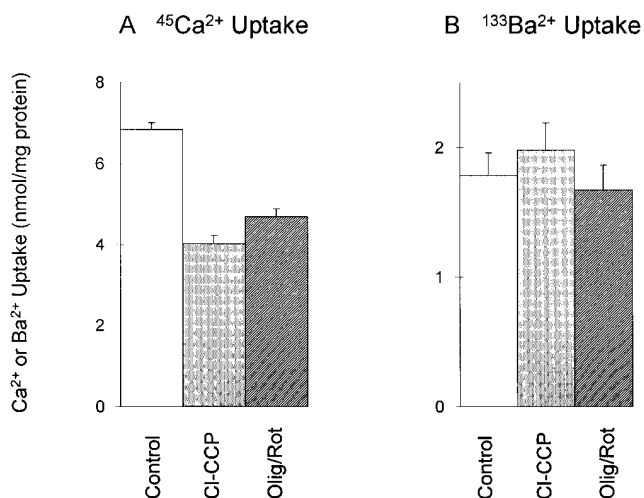 A ⁴⁵Ca²⁺ Uptake
B ¹³³Ba²⁺ Uptake
Ca²⁺ or Ba²⁺ Uptake (nmol/mg protein)
8
6
4
2
0
Control
Cl-CCP
Olig/Rot
2
1
0
Control
Cl-CCP
Olig/Rot